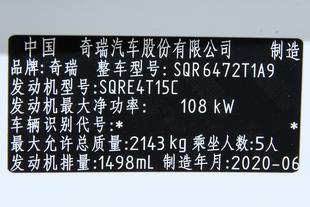 中国 奇瑞汽车股份有限公司 制造
品牌:奇瑞 整车型号:SQR6472T1A9
发动机型号:SQRE4T15C
发动机最大净功率: 108 kW
车辆识别代号:* *
最大允许总质量:2143 kg 乘坐人数:5人
发动机排量:1498mL 制造年月:2020-06